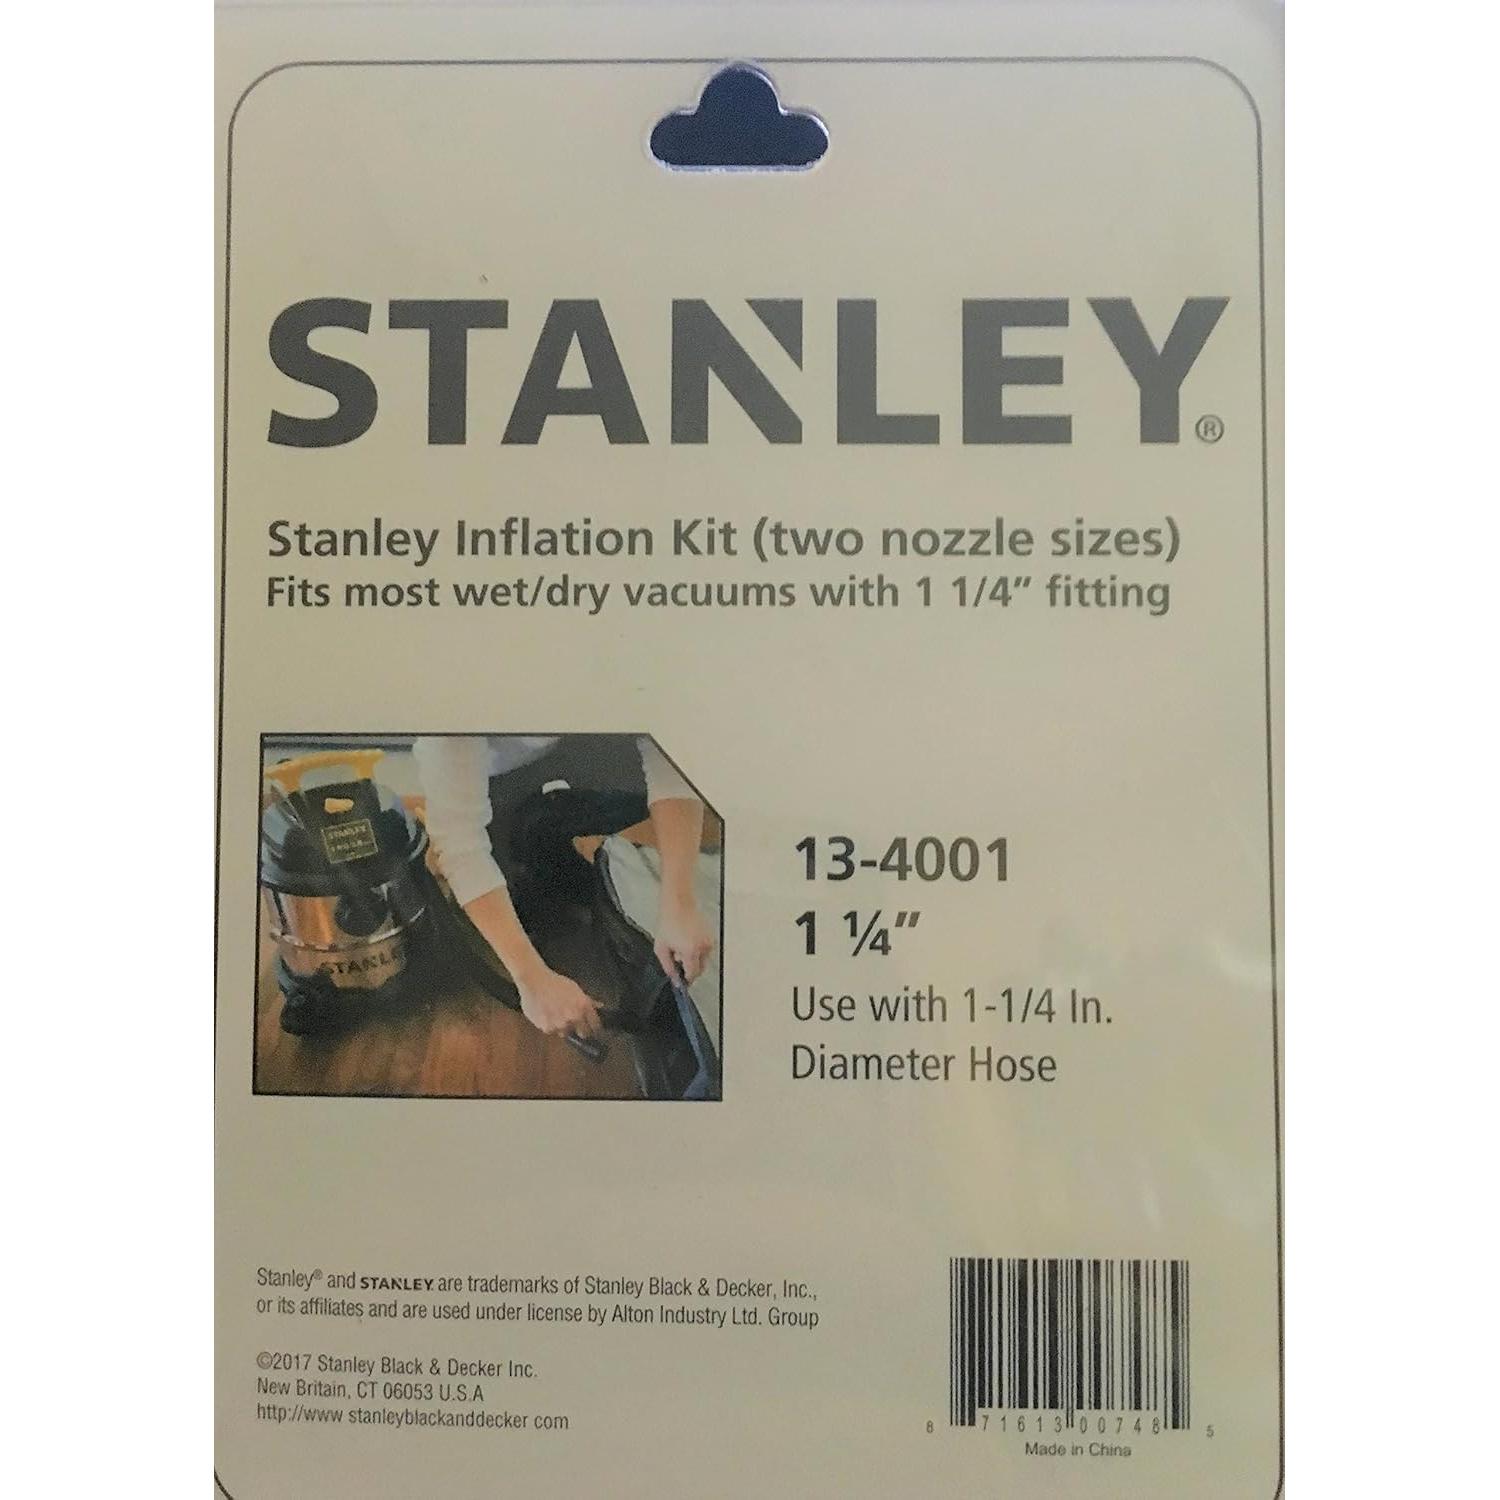 STANLEY®
Stanley Inflation Kit (two nozzle sizes)
Fits most wet/dry vacuums with 1 1/4” fitting
STANLEY
STANLEY
13-4001
1 ¼”
Use with 1-1/4 In.
Diameter Hose
Stanley® and STANLEY are trademarks of Stanley Black & Decker, Inc.,
or its affiliates and are used under license by Alton Industry Ltd. Group
©2017 Stanley Black & Decker Inc.
New Britain, CT 06053 U.S.A
http://www stanleyblackanddecker com
8 71613 00748 5
Made in China